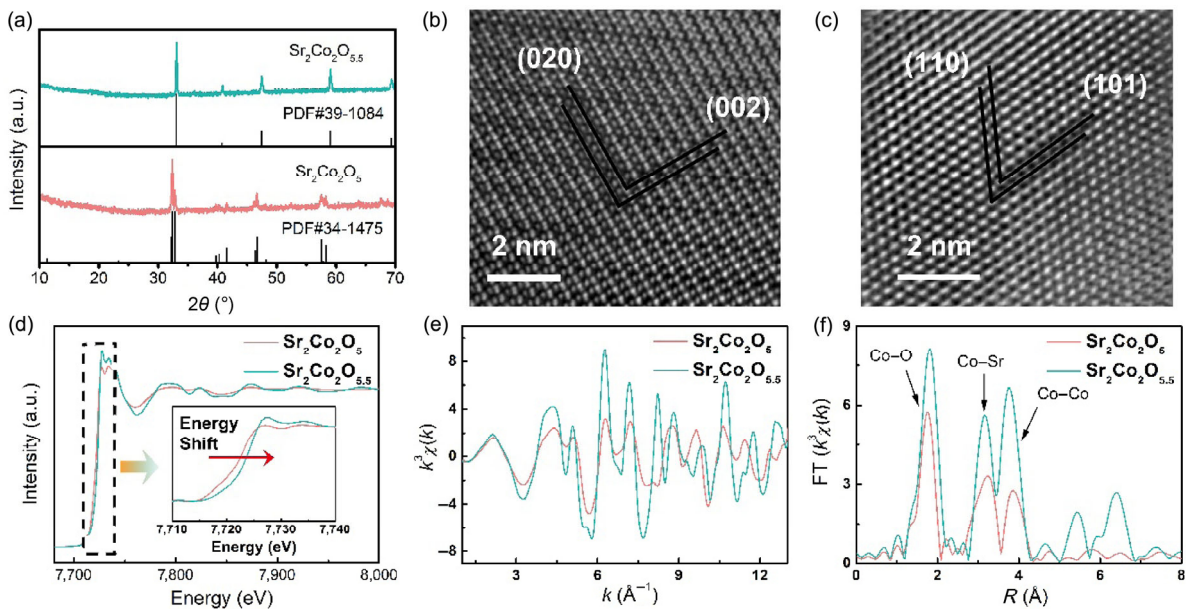 (a)
Sr2Co2O5.5
PDF#39-1084
Sr2Co2O5
PDF#34-1475
Intensity (a.u.)
10 20 30 40 50 60 70
2θ (°)
(b)
(020)
(002)
2 nm
(c)
(110)
(101)
2 nm
(d)
Sr2Co2O5
Sr2Co2O5.5
Energy
Shift
7,710 7,720 7,730 7,740
Energy (eV)
Intensity (a.u.)
7,700 7,800 7,900 8,000
Energy (eV)
(e)
Sr2Co2O5
Sr2Co2O5.5
k3χ(k)
8
4
0
−4
−8
3 6 9 12
k (Å−1)
(f)
Sr2Co2O5
Sr2Co2O5.5
Co–O
Co–Sr
Co–Co
FT (k3χ(k))
9
6
3
0
0 2 4 6 8
R (Å)